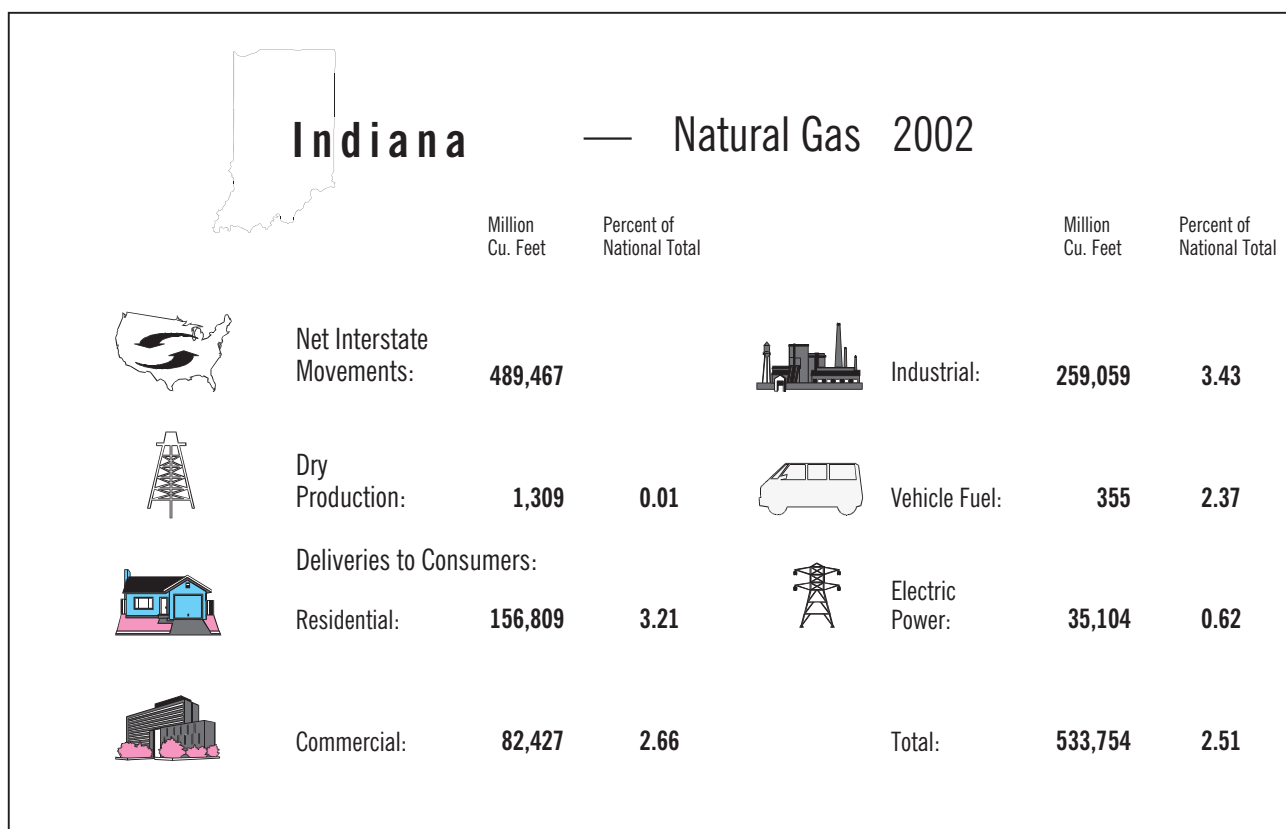 Indiana — Natural Gas 2002
Million
Cu. Feet
Percent of
National Total
Million
Cu. Feet
Percent of
National Total
Net Interstate
Movements: 489,467
Industrial: 259,059 3.43
Dry
Production: 1,309 0.01
Vehicle Fuel: 355 2.37
Deliveries to Consumers:
Residential: 156,809 3.21
Electric
Power: 35,104 0.62
Commercial: 82,427 2.66
Total: 533,754 2.51